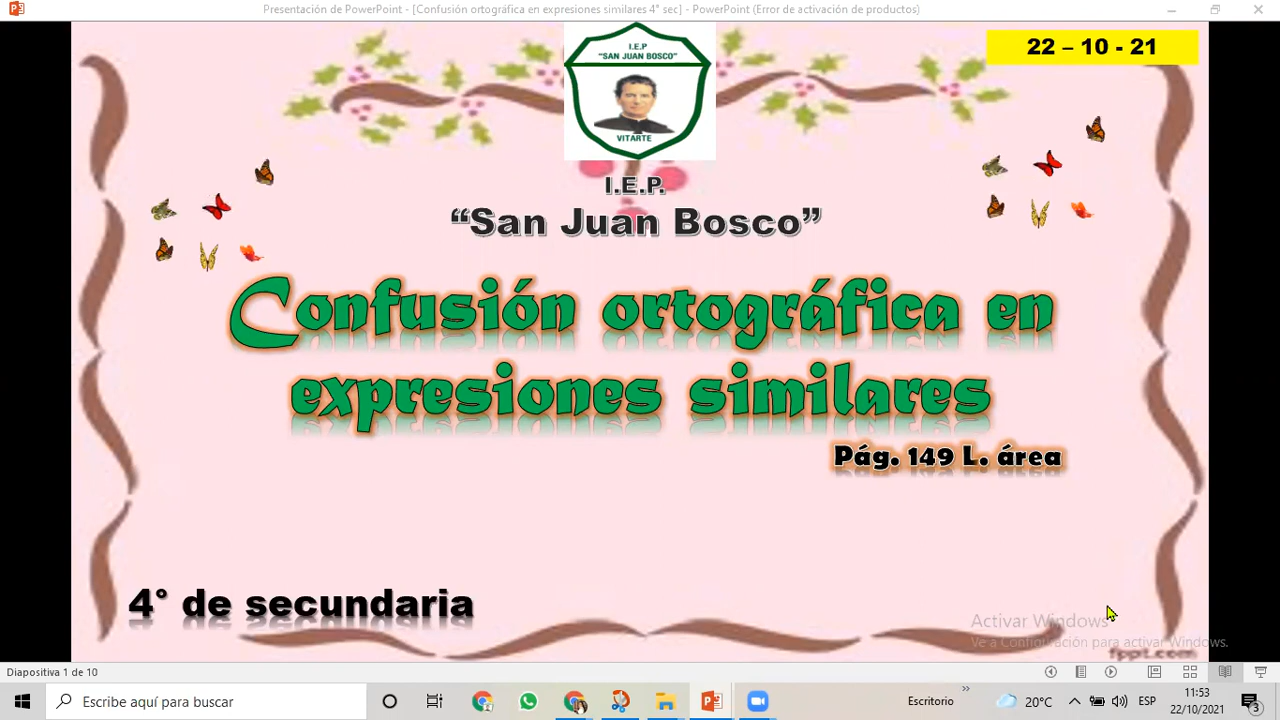 Presentación de PowerPoint - [Confusión ortográfica en expresiones similares 4° sec] - PowerPoint (Error de activación de productos)
22 – 10 - 21
I.E.P
"SAN JUAN BOSCO"
VITARTE
I.E.P.
“San Juan Bosco”
Confusión ortográfica en
expresiones similares
Pág. 149 L. área
4° de secundaria
Activar Windows
Ve a Configuración para activar Windows.
fppt.com
Diapositiva 1 de 10
Escribe aquí para buscar
Escritorio
»
20°C
ESP
11:53
22/10/2021
3